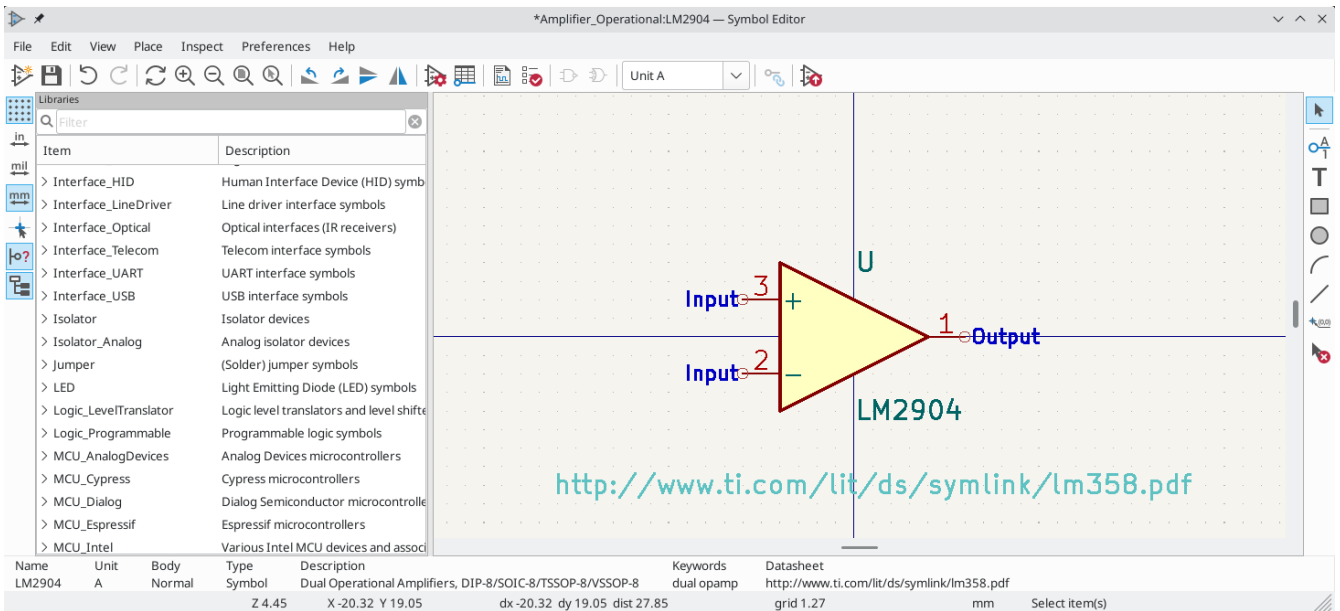 *Amplifier_Operational:LM2904 — Symbol Editor
File Edit View Place Inspect Preferences Help
Unit A
Libraries
Filter
Item Description
Interface_HID Human Interface Device (HID) symb
Interface_LineDriver Line driver interface symbols
Interface_Optical Optical interfaces (IR receivers)
Interface_Telecom Telecom interface symbols
Interface_UART UART interface symbols
Interface_USB USB interface symbols
Isolator Isolator devices
Isolator_Analog Analog isolator devices
Jumper (Solder) jumper symbols
LED Light Emitting Diode (LED) symbols
Logic_LevelTranslator Logic level translators and level shifte
Logic_Programmable Programmable logic symbols
MCU_AnalogDevices Analog Devices microcontrollers
MCU_Cypress Cypress microcontrollers
MCU_Dialog Dialog Semiconductor microcontrolle
MCU_Espressif Espressif microcontrollers
MCU_Intel Various Intel MCU devices and associ
in
mil
mm
U
Input 3 +
1 Output
Input 2 −
LM2904
http://www.ti.com/lit/ds/symlink/lm358.pdf
A
1
T
(0,0)
Name Unit Body Type Description Keywords Datasheet
LM2904 A Normal Symbol Dual Operational Amplifiers, DIP-8/SOIC-8/TSSOP-8/VSSOP-8 dual opamp http://www.ti.com/lit/ds/symlink/lm358.pdf
Z 4.45 X -20.32 Y 19.05 dx -20.32 dy 19.05 dist 27.85 grid 1.27 mm Select item(s)